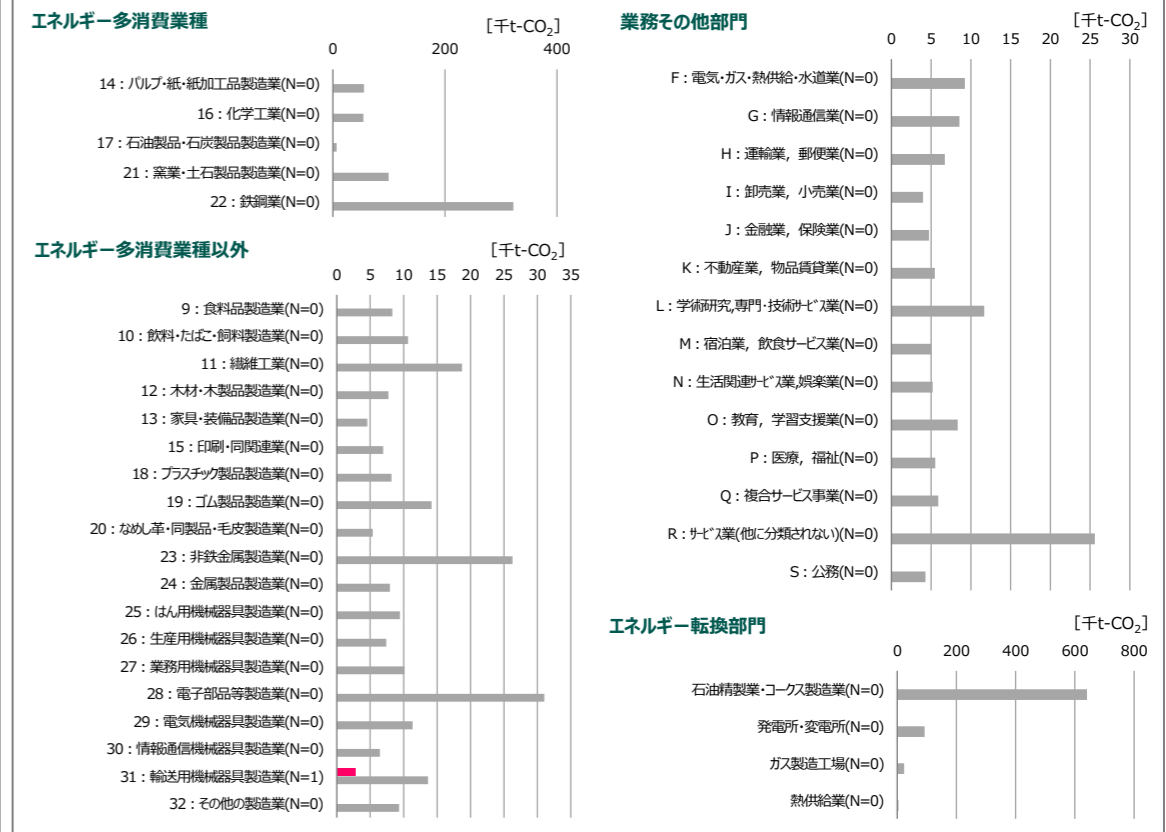 エネルギー多消費業種
[千t-CO₂]
0 200 400
14：パルプ・紙・紙加工品製造業(N=0)
16：化学工業(N=0)
17：石油製品・石炭製品製造業(N=0)
21：窯業・土石製品製造業(N=0)
22：鉄鋼業(N=0)
エネルギー多消費業種以外
[千t-CO₂]
0 5 10 15 20 25 30 35
9：食料品製造業(N=0)
10：飲料・たばこ・飼料製造業(N=0)
11：繊維工業(N=0)
12：木材・木製品製造業(N=0)
13：家具・装備品製造業(N=0)
15：印刷・同関連業(N=0)
18：プラスチック製品製造業(N=0)
19：ゴム製品製造業(N=0)
20：なめし革・同製品・毛皮製造業(N=0)
23：非鉄金属製造業(N=0)
24：金属製品製造業(N=0)
25：はん用機械器具製造業(N=0)
26：生産用機械器具製造業(N=0)
27：業務用機械器具製造業(N=0)
28：電子部品等製造業(N=0)
29：電気機械器具製造業(N=0)
30：情報通信機械器具製造業(N=0)
31：輸送用機械器具製造業(N=1)
32：その他の製造業(N=0)
業務その他部門
[千t-CO₂]
0 5 10 15 20 25 30
F：電気・ガス・熱供給・水道業(N=0)
G：情報通信業(N=0)
H：運輸業，郵便業(N=0)
I：卸売業，小売業(N=0)
J：金融業，保険業(N=0)
K：不動産業，物品賃貸業(N=0)
L：学術研究,専門・技術サービス業(N=0)
M：宿泊業，飲食サービス業(N=0)
N：生活関連サービス業,娯楽業(N=0)
O：教育，学習支援業(N=0)
P：医療，福祉(N=0)
Q：複合サービス事業(N=0)
R：サービス業(他に分類されない)(N=0)
S：公務(N=0)
エネルギー転換部門
[千t-CO₂]
0 200 400 600 800
石油精製業・コークス製造業(N=0)
発電所・変電所(N=0)
ガス製造工場(N=0)
熱供給業(N=0)